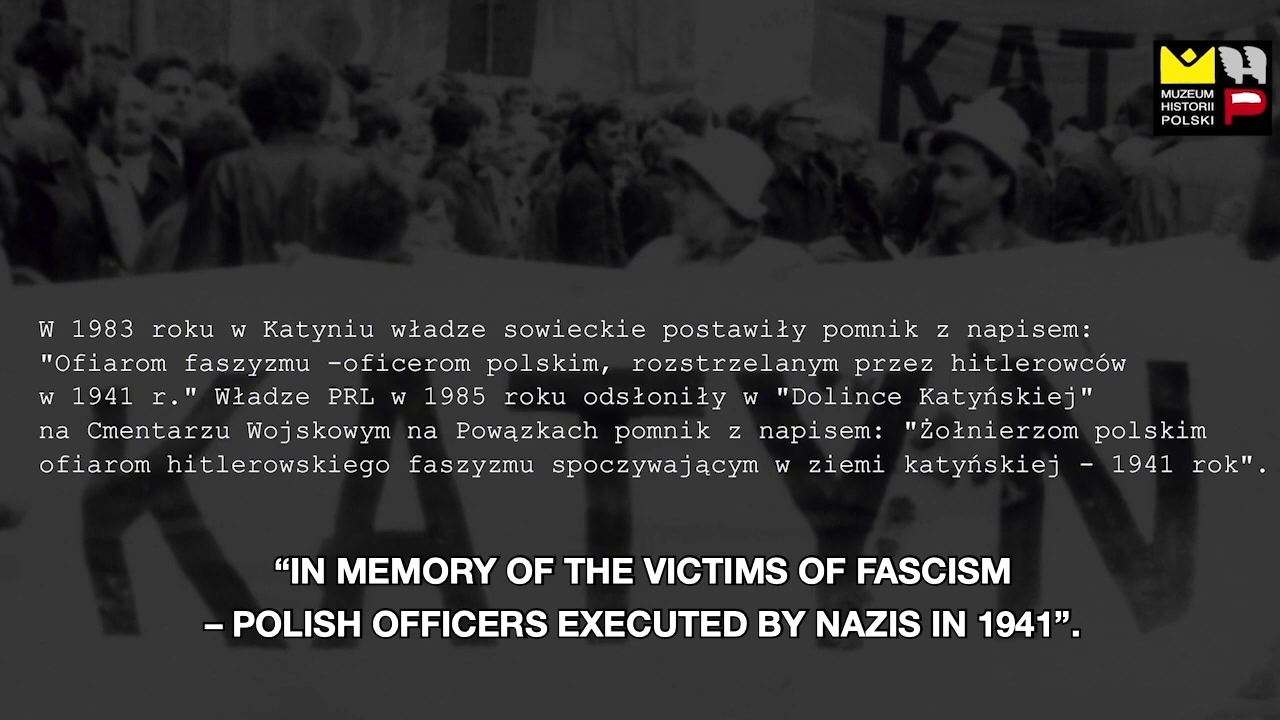 KATY
MUZEUM
HISTORII
POLSKI
MHP
W 1983 roku w Katyniu władze sowieckie postawiły pomnik z napisem:
"Ofiarom faszyzmu -oficerom polskim, rozstrzelanym przez hitlerowców
w 1941 r." Władze PRL w 1985 roku odsłoniły w "Dolince Katyńskiej"
na Cmentarzu Wojskowym na Powązkach pomnik z napisem: "Żołnierzom polskim
ofiarom hitlerowskiego faszyzmu spoczywającym w ziemi katyńskiej - 1941 rok".
KATYN
“IN MEMORY OF THE VICTIMS OF FASCISM
– POLISH OFFICERS EXECUTED BY NAZIS IN 1941”.